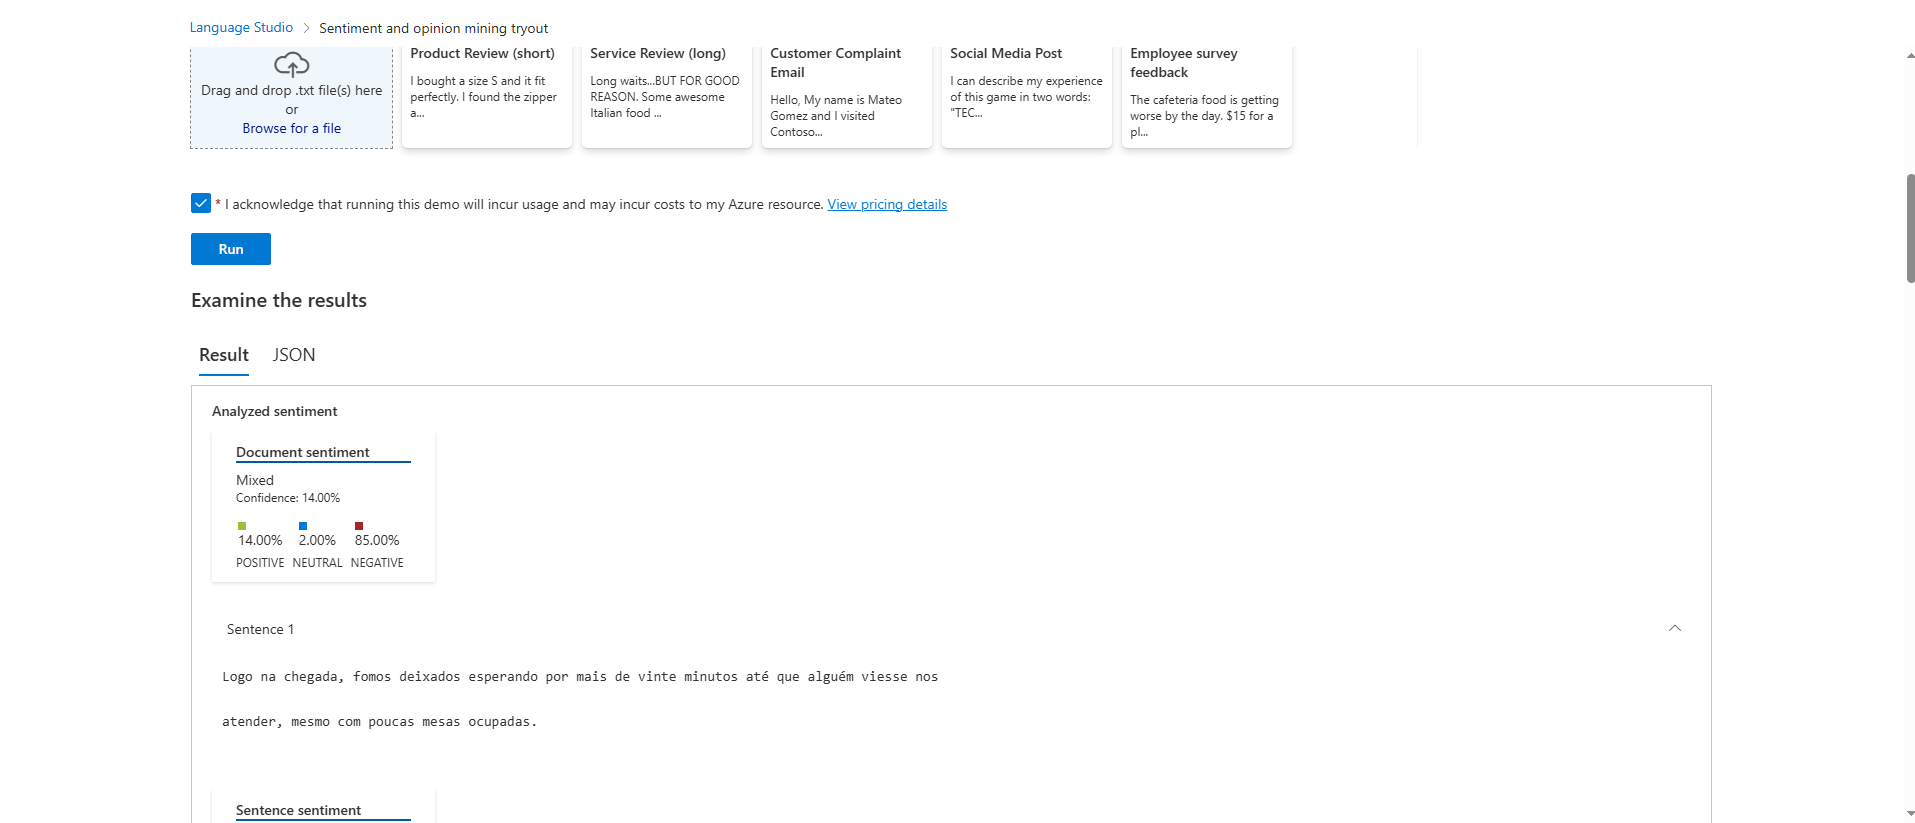 Language Studio > Sentiment and opinion mining tryout
Drag and drop .txt file(s) here
or
Browse for a file
Product Review (short)
I bought a size S and it fit
perfectly. I found the zipper
a...
Service Review (long)
Long waits...BUT FOR GOOD
REASON. Some awesome
Italian food ...
Customer Complaint
Email
Hello, My name is Mateo
Gomez and I visited
Contoso...
Social Media Post
I can describe my experience
of this game in two words:
"TEC...
Employee survey
feedback
The cafeteria food is getting
worse by the day. $15 for a
pl...
* I acknowledge that running this demo will incur usage and may incur costs to my Azure resource. View pricing details
Run
Examine the results
Result JSON
Analyzed sentiment
Document sentiment
Mixed
Confidence: 14.00%
14.00% 2.00% 85.00%
POSITIVE NEUTRAL NEGATIVE
Sentence 1
Logo na chegada, fomos deixados esperando por mais de vinte minutos até que alguém viesse nos
atender, mesmo com poucas mesas ocupadas.
Sentence sentiment